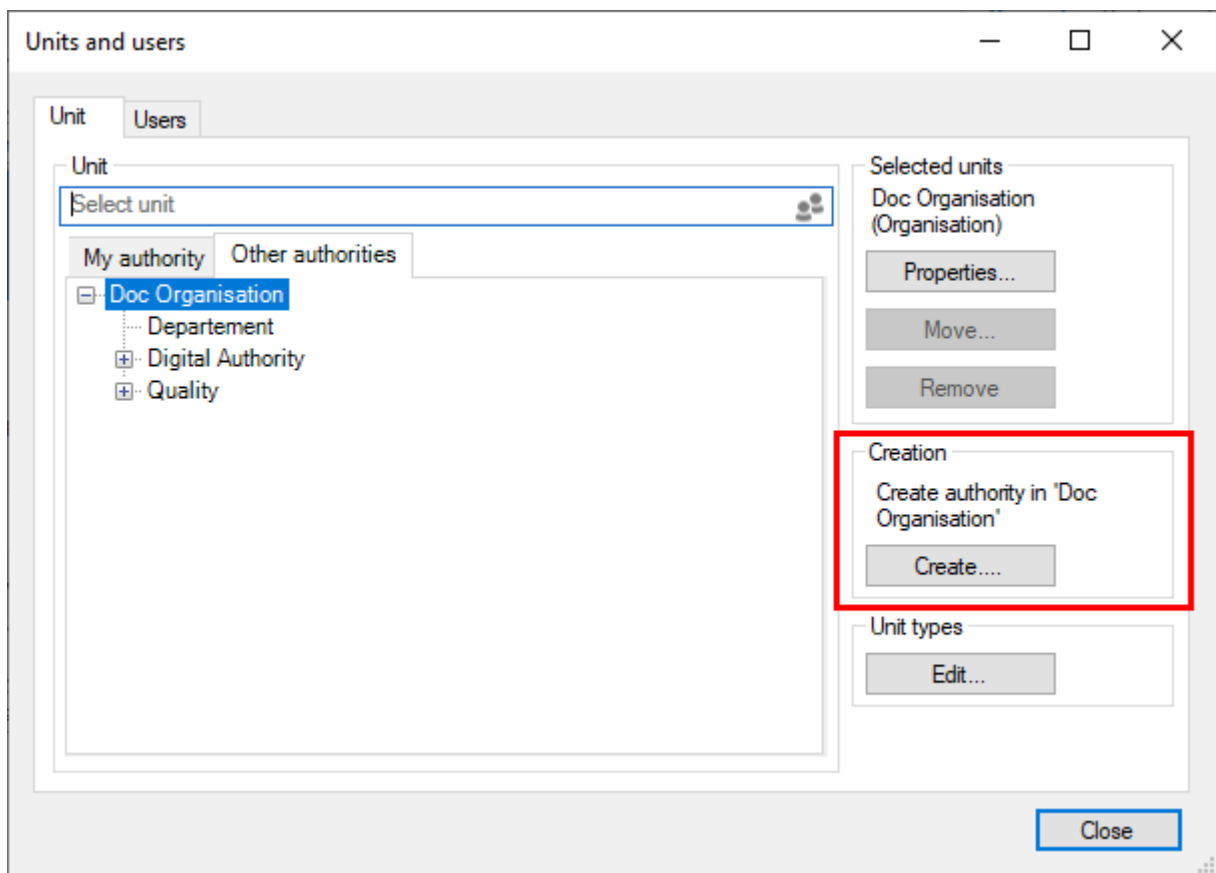 Units and users
Unit
Users
Unit
Select unit
My authority
Other authorities
Doc Organisation
Departement
Digital Authority
Quality
Selected units
Doc Organisation
(Organisation)
Properties...
Move...
Remove
Creation
Create authority in 'Doc
Organisation'
Create....
Unit types
Edit...
Close